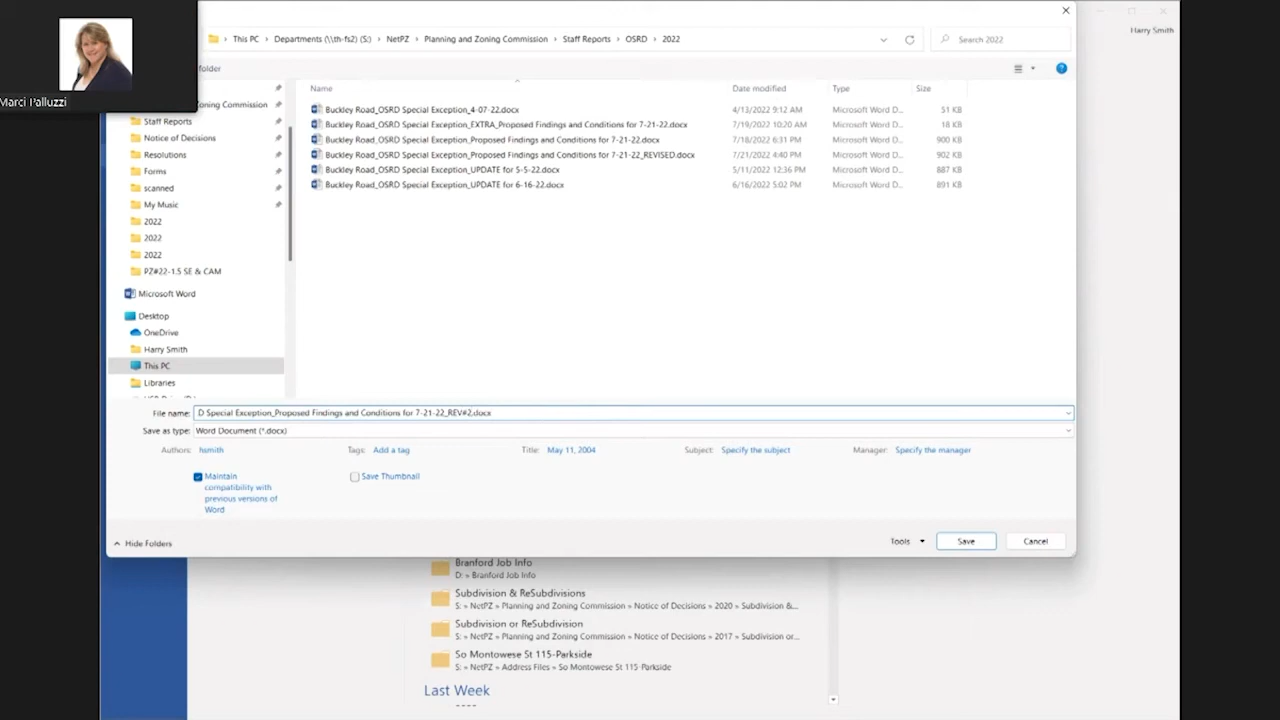 Harry Smith
This PC › Departments (\\th-fs2) (S:) › NetPZ › Planning and Zoning Commission › Staff Reports › OSRD › 2022
Search 2022
folder
Marci Palluzzi
Name
Date modified
Type
Size
oning Commission
Staff Reports
Notice of Decisions
Resolutions
Forms
scanned
My Music
2022
2022
2022
PZ#22-1.5 SE & CAM
Microsoft Word
Desktop
OneDrive
Harry Smith
This PC
Libraries
Buckley Road_OSRD Special Exception_4-07-22.docx 4/13/2022 9:12 AM Microsoft Word D... 51 KB
Buckley Road_OSRD Special Exception_EXTRA_Proposed Findings and Conditions for 7-21-22.docx 7/19/2022 10:20 AM Microsoft Word D... 18 KB
Buckley Road_OSRD Special Exception_Proposed Findings and Conditions for 7-21-22.docx 7/18/2022 6:31 PM Microsoft Word D... 900 KB
Buckley Road_OSRD Special Exception_Proposed Findings and Conditions for 7-21-22_REVISED.docx 7/21/2022 4:40 PM Microsoft Word D... 902 KB
Buckley Road_OSRD Special Exception_UPDATE for 5-5-22.docx 5/11/2022 12:36 PM Microsoft Word D... 887 KB
Buckley Road_OSRD Special Exception_UPDATE for 6-16-22.docx 6/16/2022 5:02 PM Microsoft Word D... 891 KB
File name: D Special Exception_Proposed Findings and Conditions for 7-21-22_REV#2.docx
Save as type: Word Document (*.docx)
Authors: hsmith Tags: Add a tag Title: May 11, 2004 Subject: Specify the subject Manager: Specify the manager
Maintain
compatibility with
previous versions of
Word
Save Thumbnail
Hide Folders
Tools
Save
Cancel
Branford Job Info
D: » Branford Job Info
Subdivision & ReSubdivisions
S: » NetPZ » Planning and Zoning Commission » Notice of Decisions » 2020 » Subdivision &...
Subdivision or ReSubdivision
S: » NetPZ » Planning and Zoning Commission » Notice of Decisions » 2017 » Subdivision or...
So Montowese St 115-Parkside
S: » NetPZ » Address Files » So Montowese St 115-Parkside
Last Week